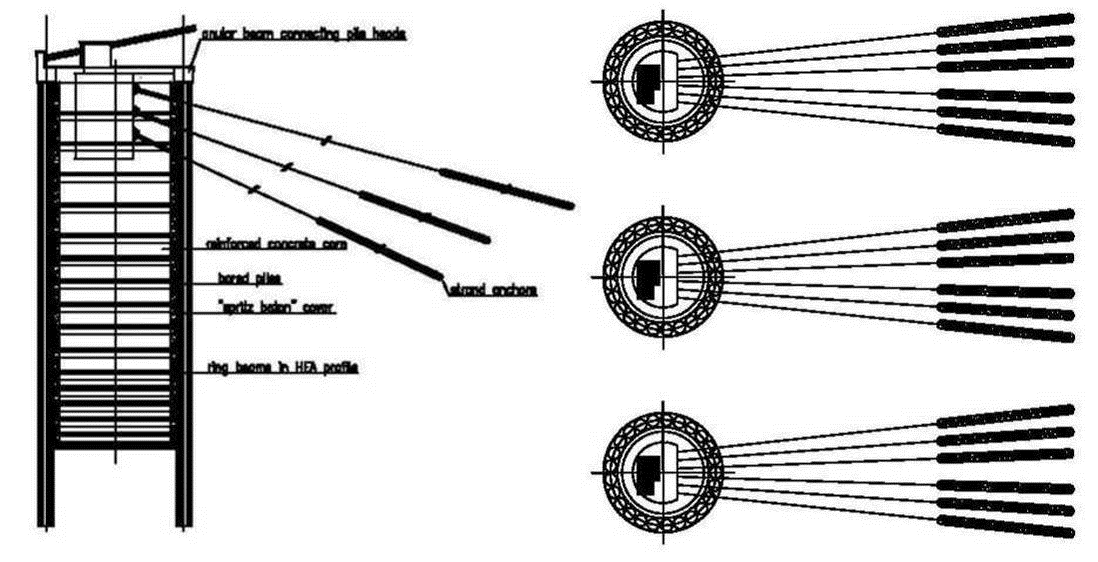 anular beam connecting pile heads
reinforced concrete corn
bored piles
"spritz beton" cover
strand anchors
ring beams in HEA profile